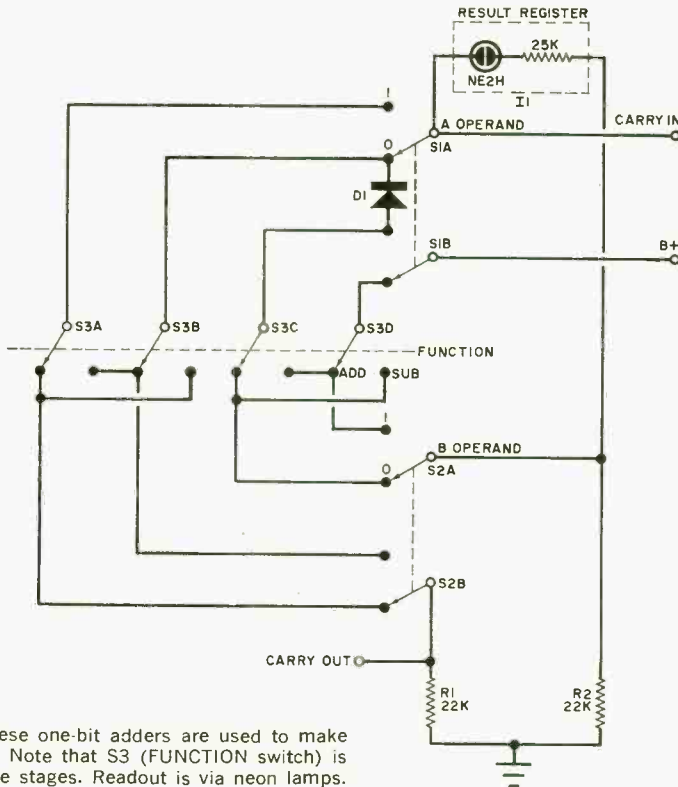 RESULT REGISTER
25K
NE2H
I1
A OPERAND
CARRY IN
S1A
1
0
D1
S1B
B+
S3A
S3B
S3C
S3D
FUNCTION
ADD
SUB
1
B OPERAND
0
S2A
S2B
CARRY OUT
R1
22K
R2
22K
ese one-bit adders are used to make
Note that S3 (FUNCTION switch) is
e stages. Readout is via neon lamps.